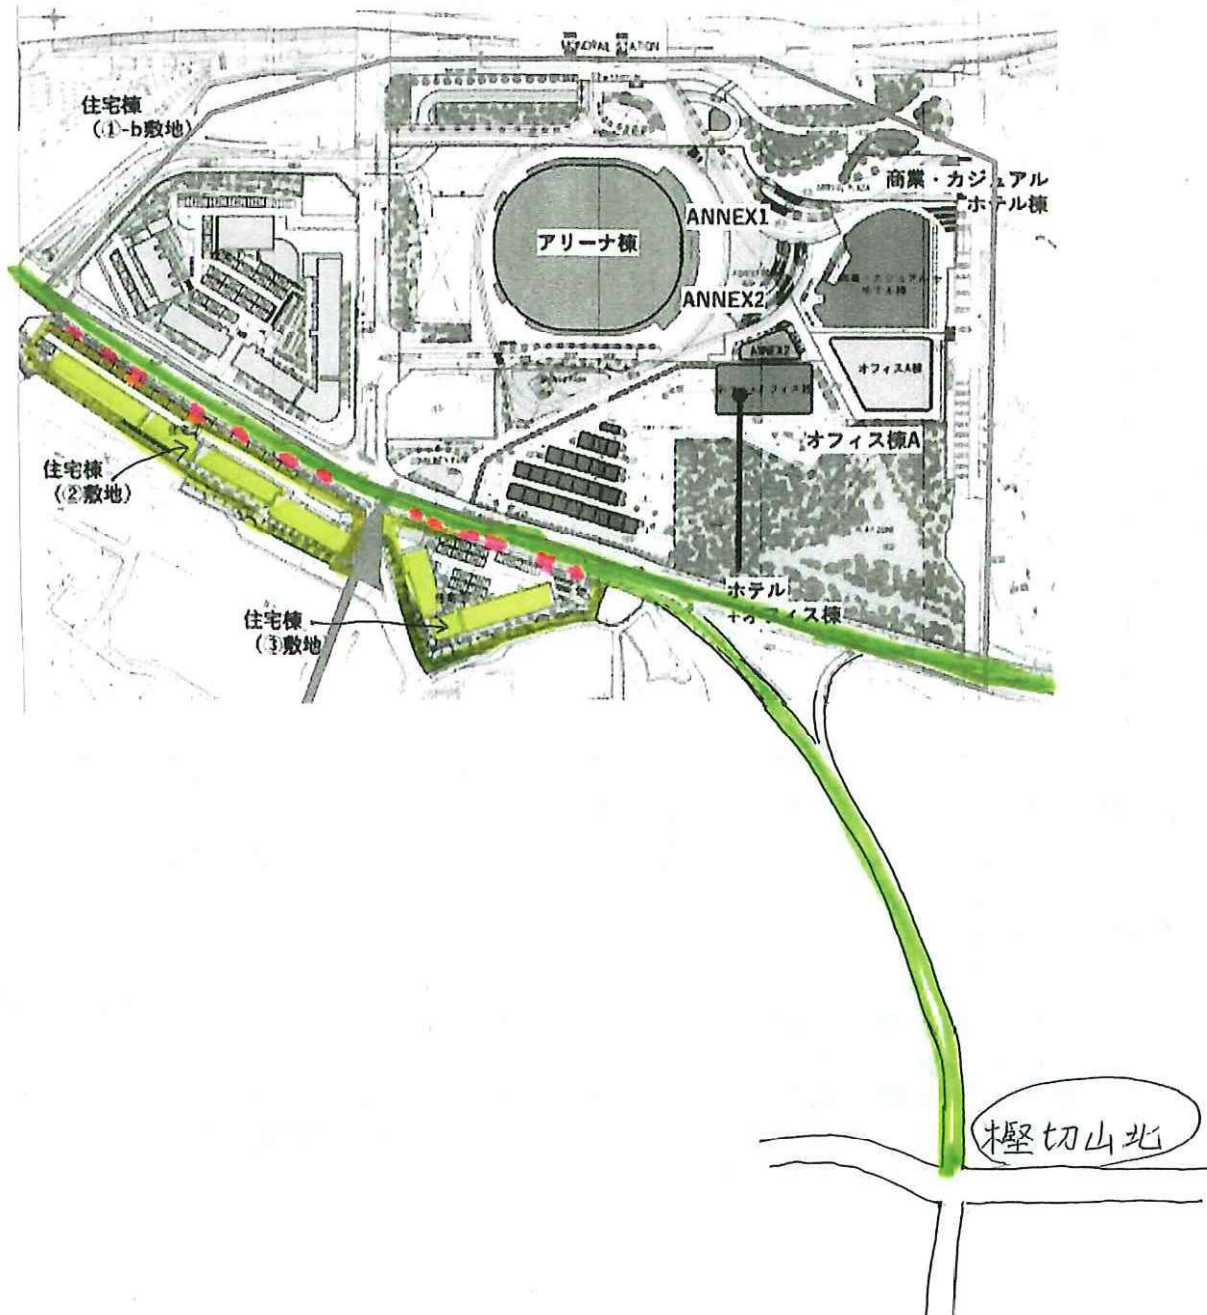 MONORAIL STATION
住宅棟
(①-b敷地)
商業・カジュアル
ホテル棟
ANNEX1
アリーナ棟
ANNEX2
ANNEX2
オフィスA棟
オフィス棟A
住宅棟
(②敷地)
ホテル
+オフィス棟
住宅棟
(③敷地)
樫切山北